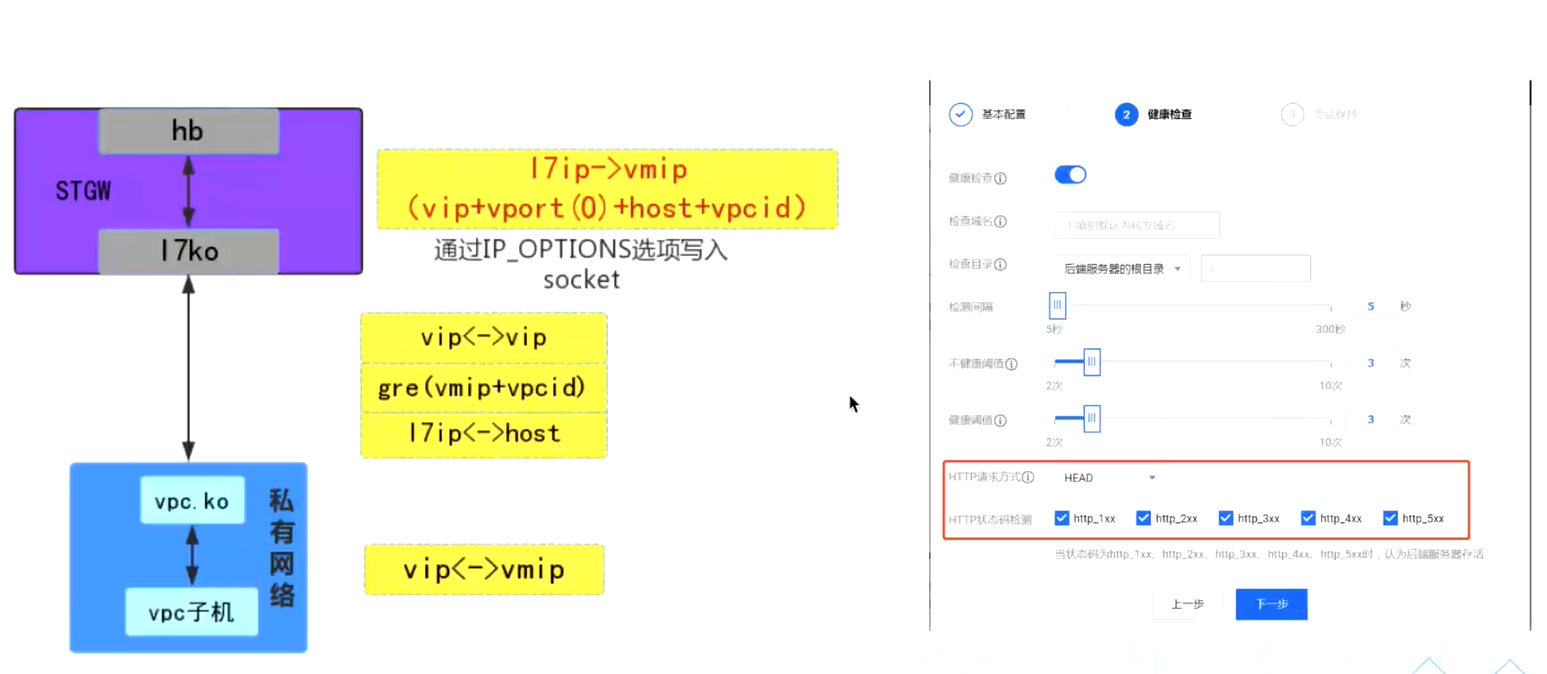 hb
STGW
l7ko
l7ip->vmip
(vip+vport(0)+host+vpcid)
通过IP_OPTIONS选项写入
socket
vip<->vip
gre(vmip+vpcid)
l7ip<->host
vpc.ko
私有网络
vpc子机
vip<->vmip
基本配置
2 健康检查
3 会话保持
健康检查
检查域名 不填则默认为转发域名
检查目录 后端服务器的根目录 /
检测间隔 5 秒
5秒 300秒
不健康阈值 3 次
2次 10次
健康阈值 3 次
2次 10次
HTTP请求方式 HEAD
HTTP状态码检测 http_1xx http_2xx http_3xx http_4xx http_5xx
当状态码为http_1xx、http_2xx、http_3xx、http_4xx、http_5xx时，认为后端服务器存活
上一步 下一步